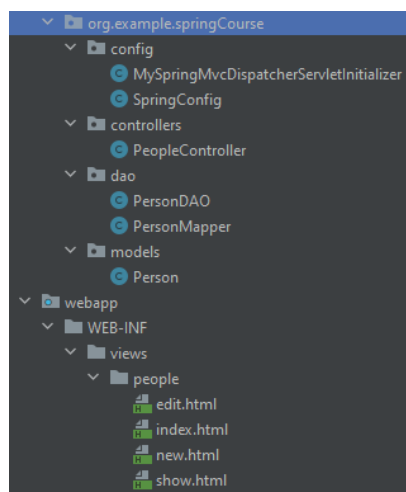 org.example.springCourse
config
MySpringMvcDispatcherServletInitializer
SpringConfig
controllers
PeopleController
dao
PersonDAO
PersonMapper
models
Person
webapp
WEB-INF
views
people
edit.html
index.html
new.html
show.html